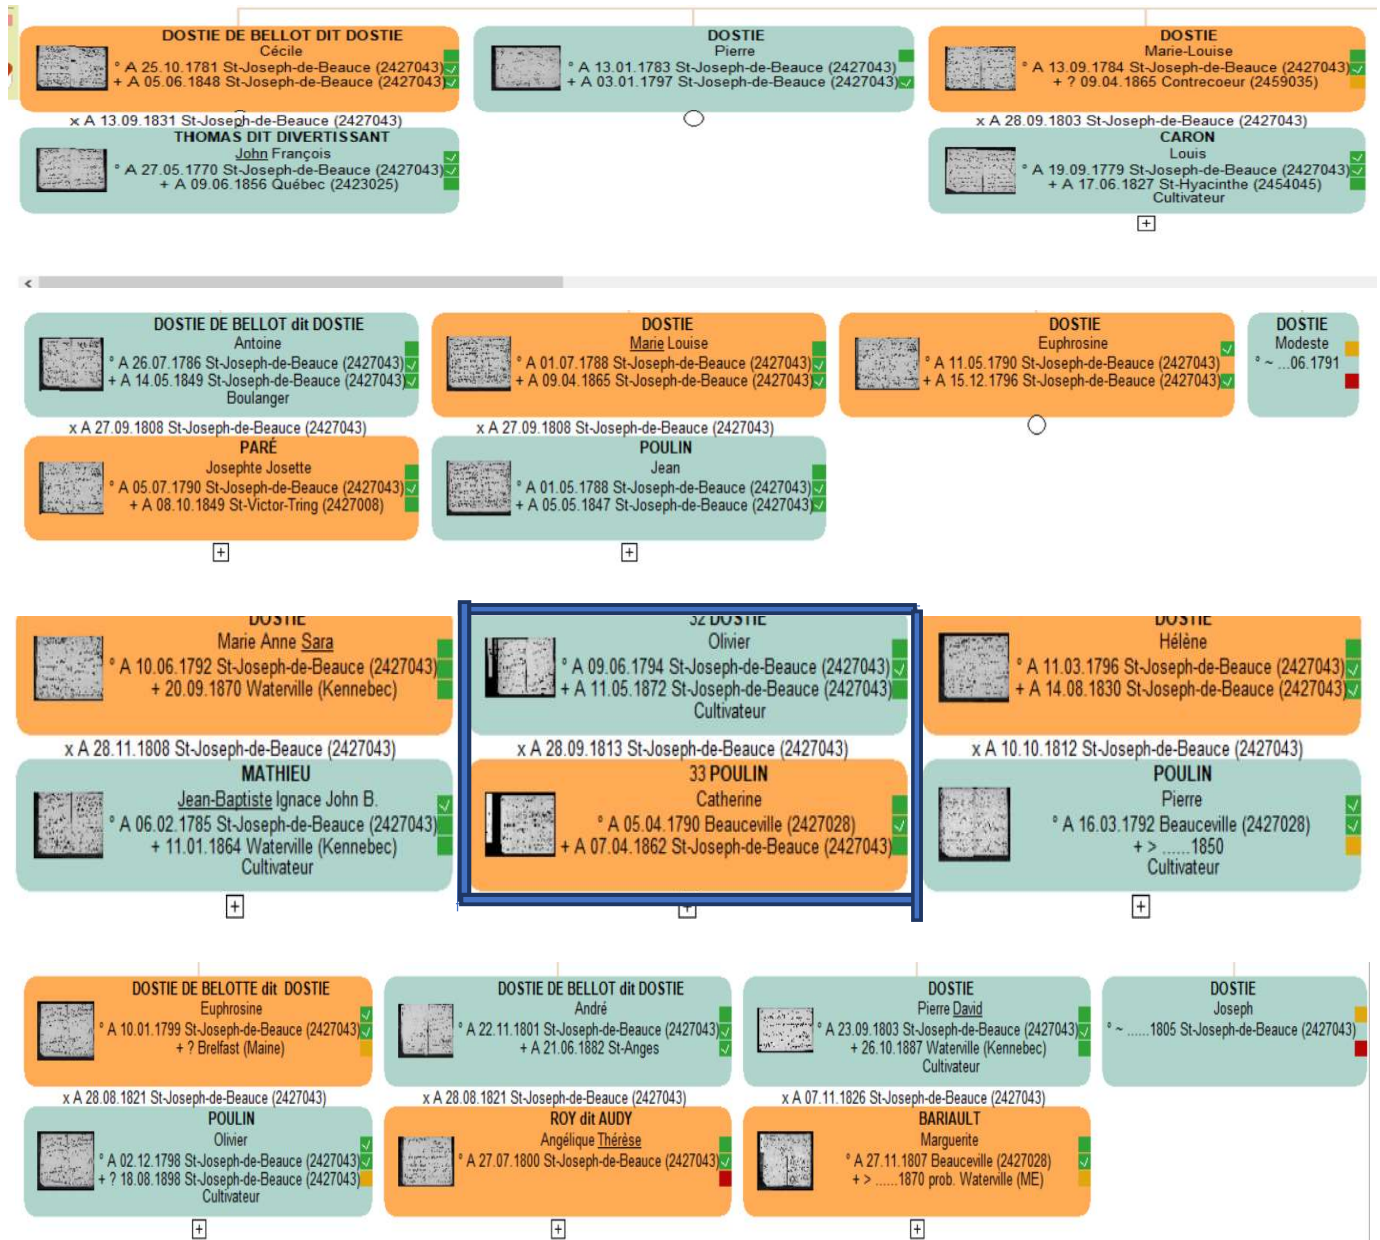 DOSTIE DE BELLOT DIT DOSTIE
Cécile
° A 25.10.1781 St-Joseph-de-Beauce (2427043)
+ A 05.06.1848 St-Joseph-de-Beauce (2427043)
x A 13.09.1831 St-Joseph-de-Beauce (2427043)
THOMAS DIT DIVERTISSANT
John François
° A 27.05.1770 St-Joseph-de-Beauce (2427043)
+ A 09.06.1856 Québec (2423025)
DOSTIE
Pierre
° A 13.01.1783 St-Joseph-de-Beauce (2427043)
+ A 03.01.1797 St-Joseph-de-Beauce (2427043)
DOSTIE
Marie-Louise
° A 13.09.1784 St-Joseph-de-Beauce (2427043)
+ ? 09.04.1865 Contrecoeur (2459035)
x A 28.09.1803 St-Joseph-de-Beauce (2427043)
CARON
Louis
° A 19.09.1779 St-Joseph-de-Beauce (2427043)
+ A 17.06.1827 St-Hyacinthe (2454045)
Cultivateur
DOSTIE DE BELLOT dit DOSTIE
Antoine
° A 26.07.1786 St-Joseph-de-Beauce (2427043)
+ A 14.05.1849 St-Joseph-de-Beauce (2427043)
Boulanger
x A 27.09.1808 St-Joseph-de-Beauce (2427043)
PARÉ
Josephte Josette
° A 05.07.1790 St-Joseph-de-Beauce (2427043)
+ A 08.10.1849 St-Victor-Tring (2427008)
DOSTIE
Marie Louise
° A 01.07.1788 St-Joseph-de-Beauce (2427043)
+ A 09.04.1865 St-Joseph-de-Beauce (2427043)
x A 27.09.1808 St-Joseph-de-Beauce (2427043)
POULIN
Jean
° A 01.05.1788 St-Joseph-de-Beauce (2427043)
+ A 05.05.1847 St-Joseph-de-Beauce (2427043)
DOSTIE
Euphrosine
° A 11.05.1790 St-Joseph-de-Beauce (2427043)
+ A 15.12.1796 St-Joseph-de-Beauce (2427043)
DOSTIE
Modeste
° ~ ...06.1791
DOSTIE
Marie Anne Sara
° A 10.06.1792 St-Joseph-de-Beauce (2427043)
+ 20.09.1870 Waterville (Kennebec)
x A 28.11.1808 St-Joseph-de-Beauce (2427043)
MATHIEU
Jean-Baptiste Ignace John B.
° A 06.02.1785 St-Joseph-de-Beauce (2427043)
+ 11.01.1864 Waterville (Kennebec)
Cultivateur
32 DOSTIE
Olivier
° A 09.06.1794 St-Joseph-de-Beauce (2427043)
+ A 11.05.1872 St-Joseph-de-Beauce (2427043)
Cultivateur
x A 28.09.1813 St-Joseph-de-Beauce (2427043)
33 POULIN
Catherine
° A 05.04.1790 Beauceville (2427028)
+ A 07.04.1862 St-Joseph-de-Beauce (2427043)
DOSTIE
Hélène
° A 11.03.1796 St-Joseph-de-Beauce (2427043)
+ A 14.08.1830 St-Joseph-de-Beauce (2427043)
x A 10.10.1812 St-Joseph-de-Beauce (2427043)
POULIN
Pierre
° A 16.03.1792 Beauceville (2427028)
+ > ......1850
Cultivateur
DOSTIE DE BELOTTE dit DOSTIE
Euphrosine
° A 10.01.1799 St-Joseph-de-Beauce (2427043)
+ ? Brelfast (Maine)
x A 28.08.1821 St-Joseph-de-Beauce (2427043)
POULIN
Olivier
° A 02.12.1798 St-Joseph-de-Beauce (2427043)
+ ? 18.08.1898 St-Joseph-de-Beauce (2427043)
Cultivateur
DOSTIE DE BELLOT dit DOSTIE
André
° A 22.11.1801 St-Joseph-de-Beauce (2427043)
+ A 21.06.1882 St-Anges
x A 28.08.1821 St-Joseph-de-Beauce (2427043)
ROY dit AUDY
Angélique Thérèse
° A 27.07.1800 St-Joseph-de-Beauce (2427043)
DOSTIE
Pierre David
° A 23.09.1803 St-Joseph-de-Beauce (2427043)
+ 26.10.1887 Waterville (Kennebec)
Cultivateur
x A 07.11.1826 St-Joseph-de-Beauce (2427043)
BARIAULT
Marguerite
° A 27.11.1807 Beauceville (2427028)
+ > ......1870 prob. Waterville (ME)
DOSTIE
Joseph
° ~ ......1805 St-Joseph-de-Beauce (2427043)